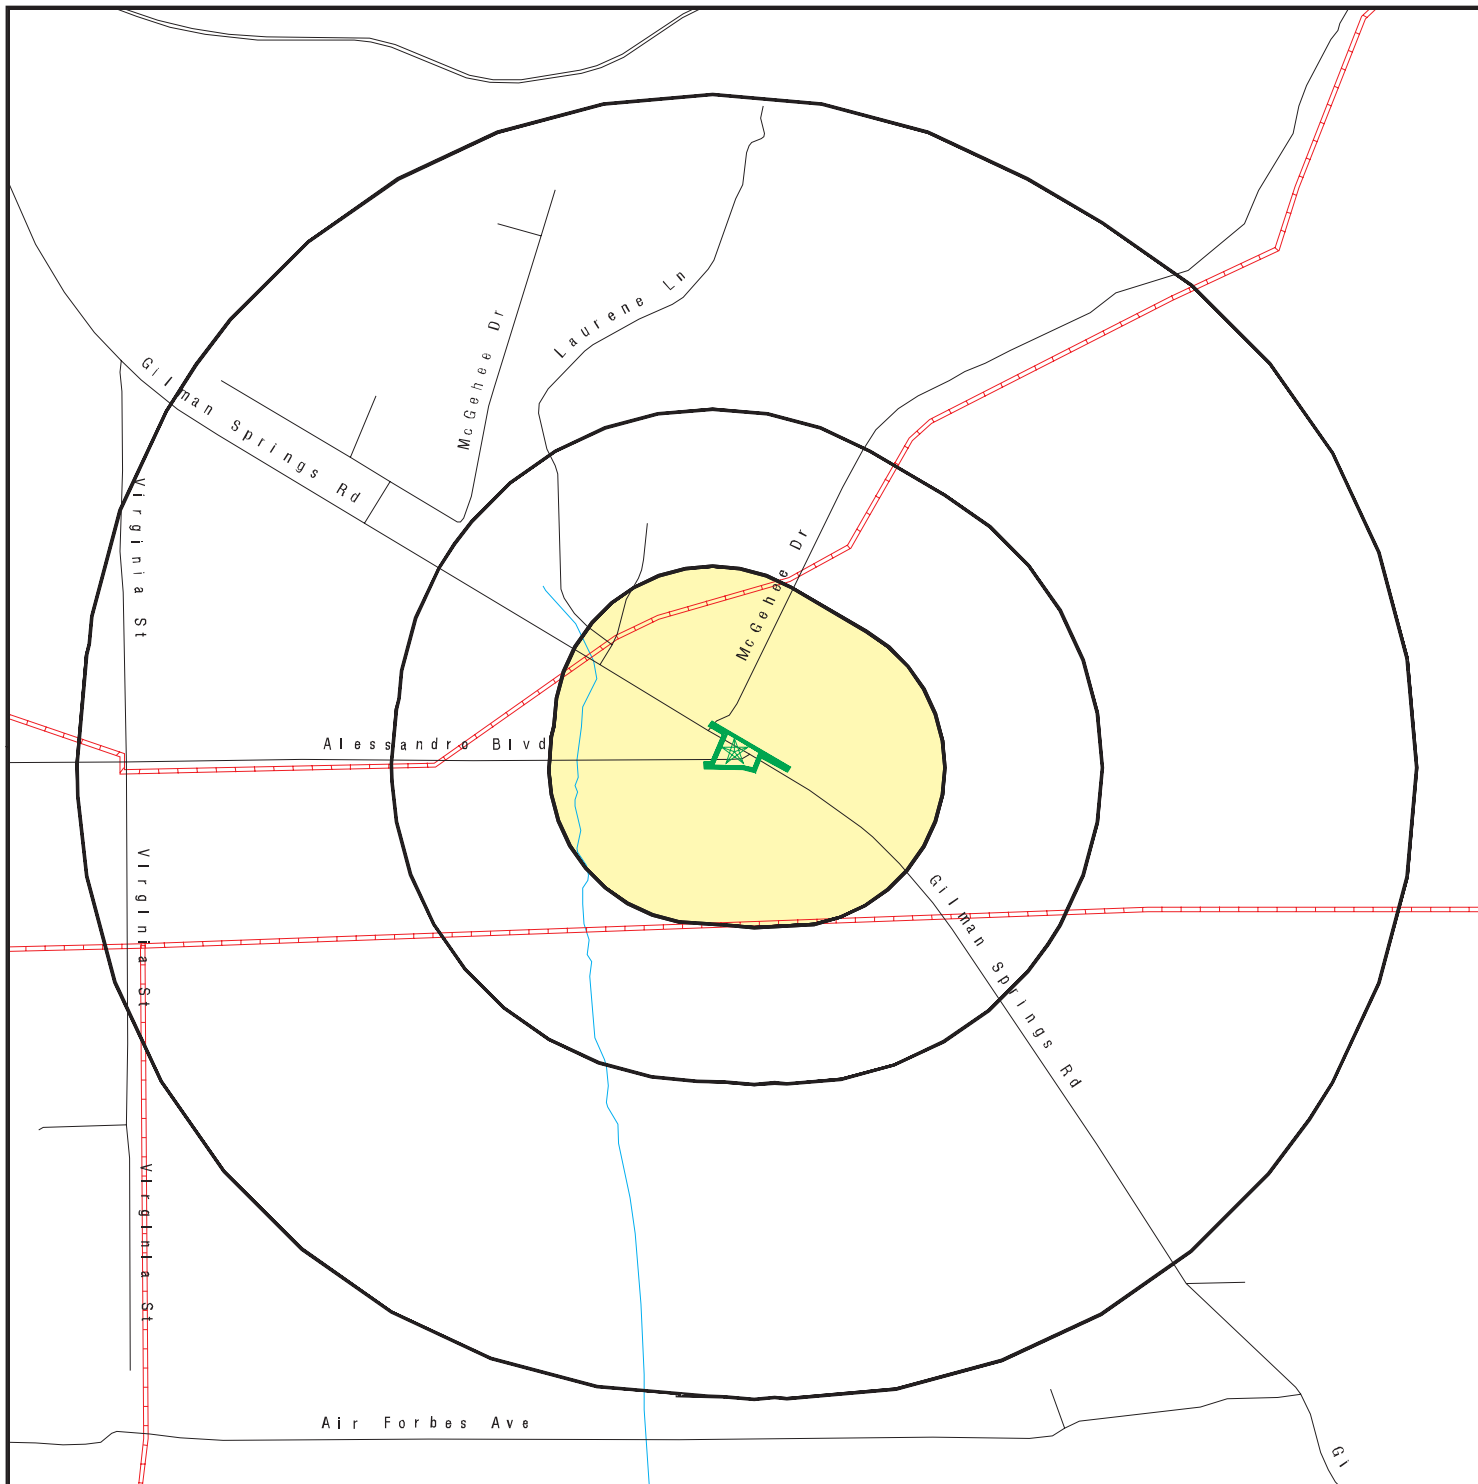 Laurene Ln
McGehee Dr
Gilman Springs Rd
Virginia St
McGehee Dr
Alessandro Blvd
VIrgInia St
Gilman Springs Rd
VIrgInIa St
Air Forbes Ave
Gi